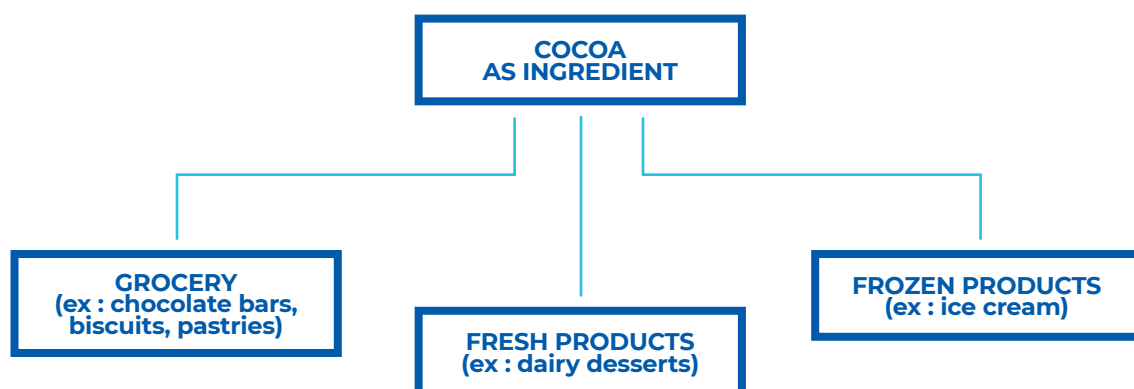 COCOA
AS INGREDIENT
GROCERY
(ex : chocolate bars,
biscuits, pastries)
FRESH PRODUCTS
(ex : dairy desserts)
FROZEN PRODUCTS
(ex : ice cream)